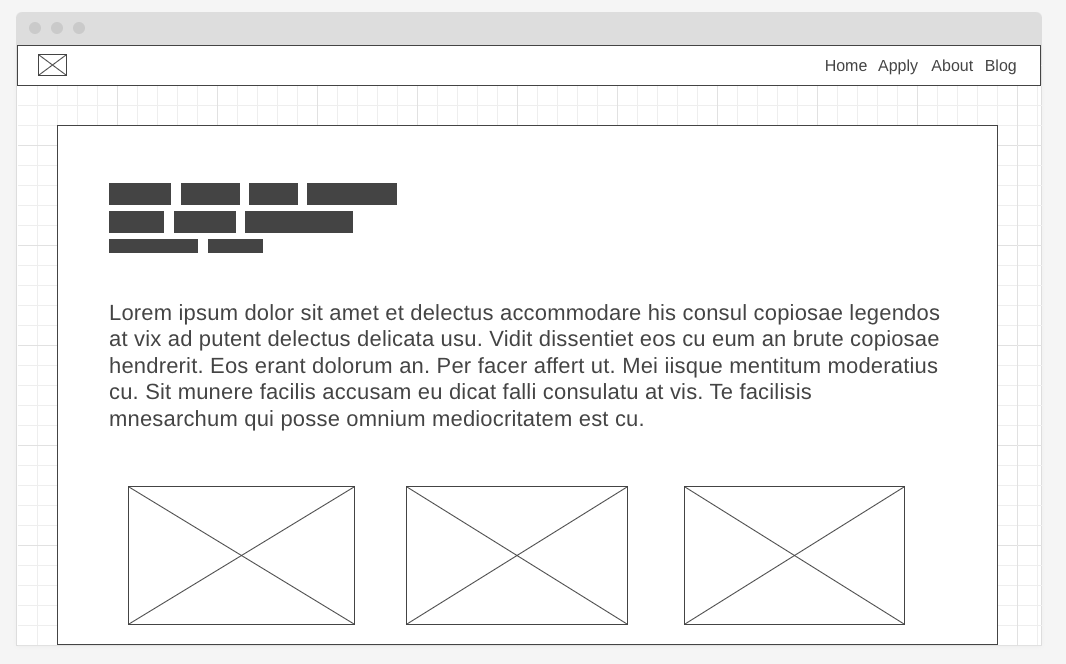 Home Apply About Blog
Lorem ipsum dolor sit amet et delectus accommodare his consul copiosae legendos
at vix ad putent delectus delicata usu. Vidit dissentiet eos cu eum an brute copiosae
hendrerit. Eos erant dolorum an. Per facer affert ut. Mei iisque mentitum moderatius
cu. Sit munere facilis accusam eu dicat falli consulatu at vis. Te facilisis
mnesarchum qui posse omnium mediocritatem est cu.